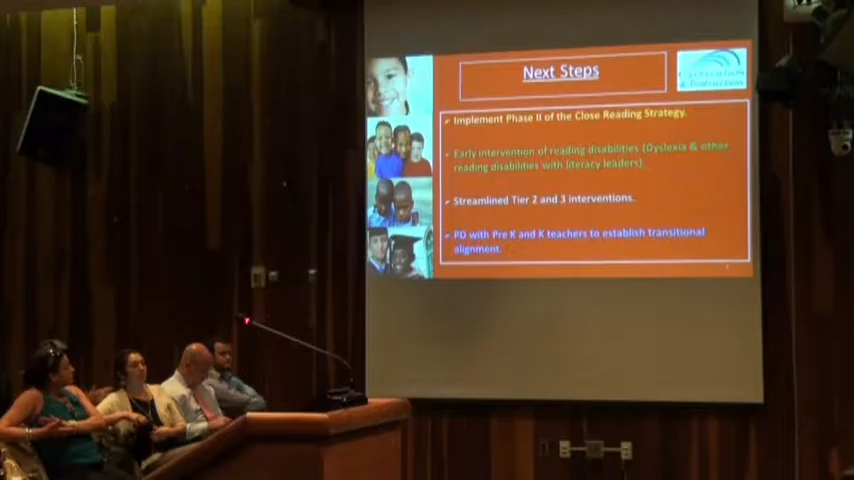 Next Steps
Curriculum
& Instruction
Implement Phase II of the Close Reading Strategy.
Early intervention of reading disabilities (Dyslexia & other
reading disabilities with literacy leaders).
Streamlined Tier 2 and 3 interventions.
PD with Pre K and K teachers to establish transitional
alignment.